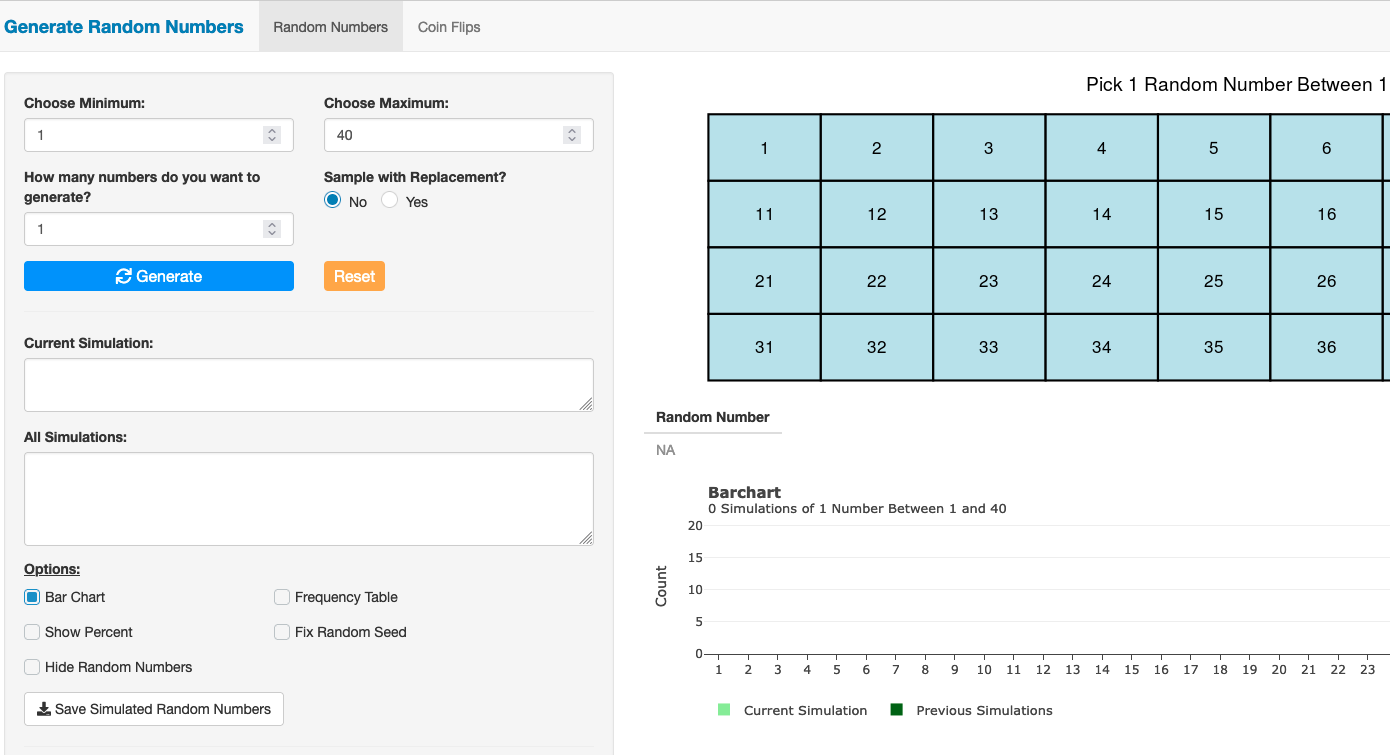 Generate Random Numbers Random Numbers Coin Flips
Choose Minimum: Choose Maximum:
1 40
How many numbers do you want to generate?
Sample with Replacement?
No Yes
1
Generate Reset
Current Simulation:
All Simulations:
Options:
Bar Chart Frequency Table
Show Percent Fix Random Seed
Hide Random Numbers
Save Simulated Random Numbers
Pick 1 Random Number Between 1
1 2 3 4 5 6
11 12 13 14 15 16
21 22 23 24 25 26
31 32 33 34 35 36
Random Number
NA
Barchart
0 Simulations of 1 Number Between 1 and 40
20
15
10
5
0
Count
1 2 3 4 5 6 7 8 9 10 11 12 13 14 15 16 17 18 19 20 21 22 23
Current Simulation Previous Simulations